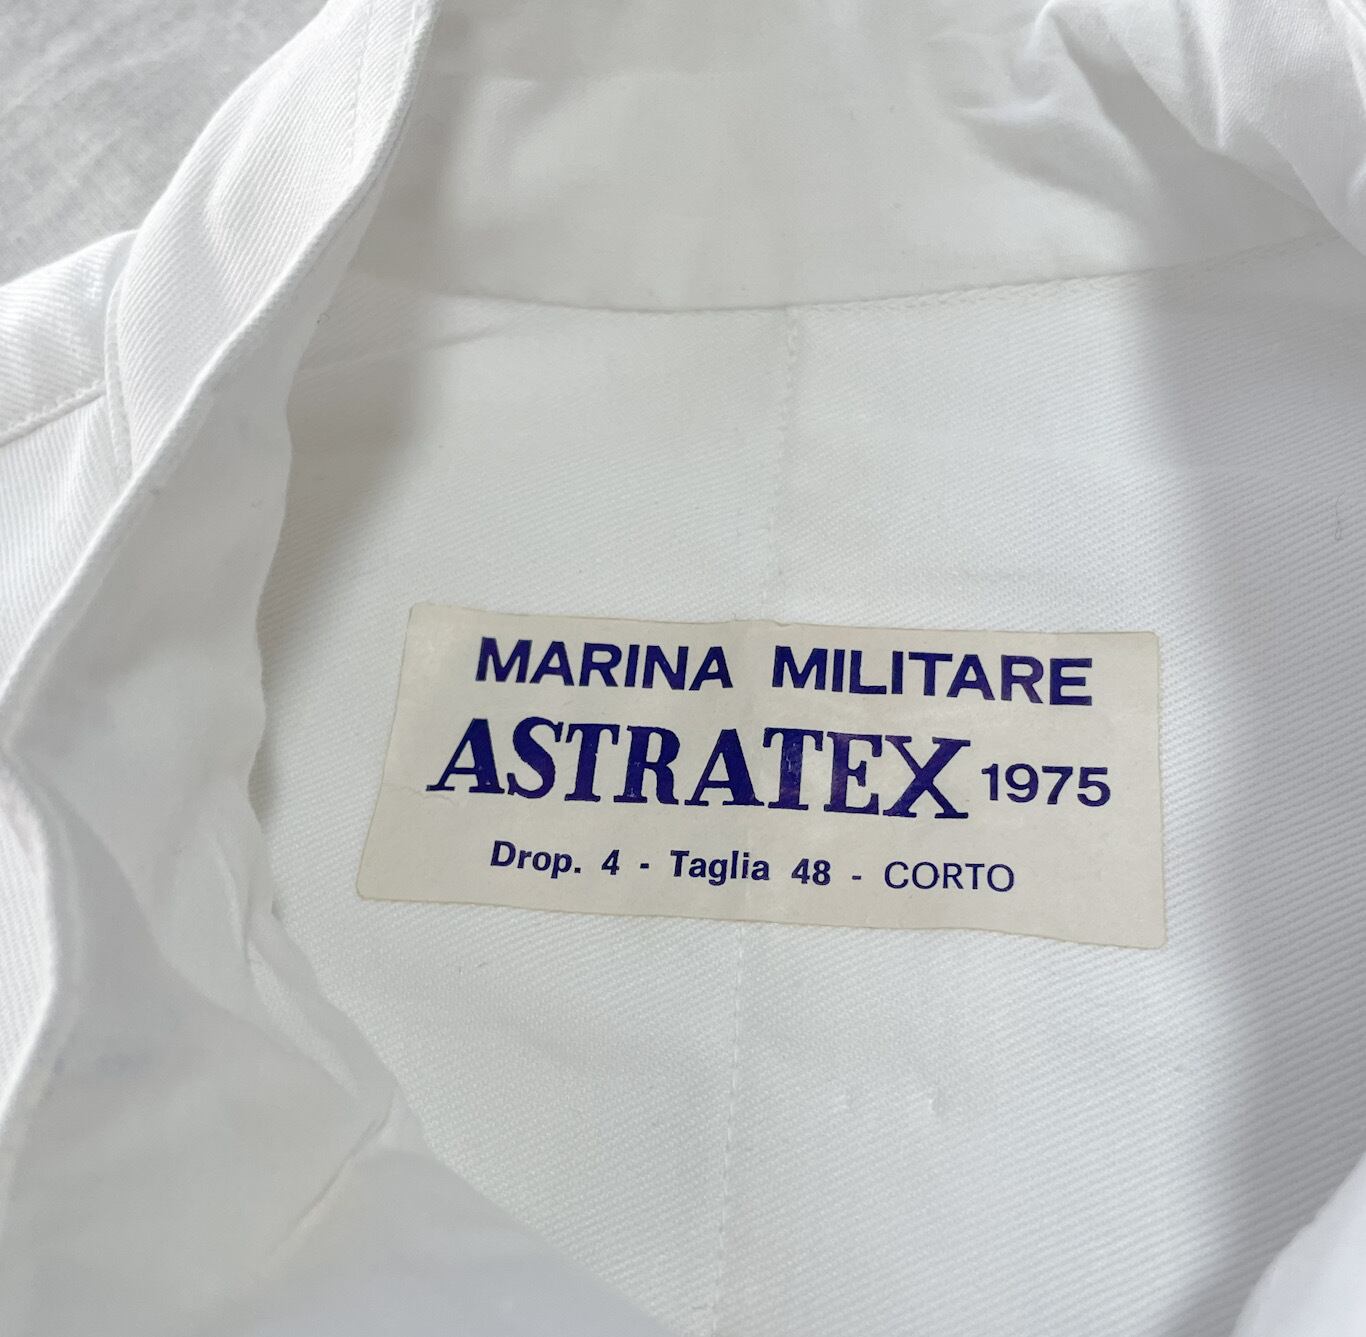 MARINA MILITARE
ASTRATEX 1975
Drop. 4 - Taglia 48 - CORTO